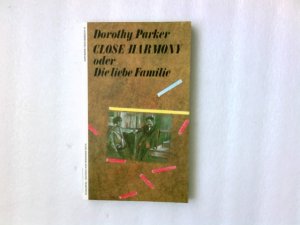 Dorothy Parker
CLOSE HARMONY
oder
Die liebe Familie